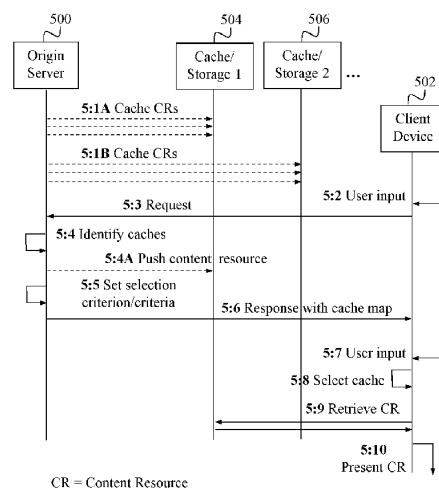 500
504
506
502
Origin
Server
Cache/
Storage 1
Cache/
Storage 2
...
Client
Device
5:1A Cache CRs
5:1B Cache CRs
5:2 User input
5:3 Request
5:4 Identify caches
5:4A Push content resource
5:5 Set selection
criterion/criteria
5:6 Response with cache map
5:7 User input
5:8 Select cache
5:9 Retrieve CR
5:10
Present CR
CR = Content Resource